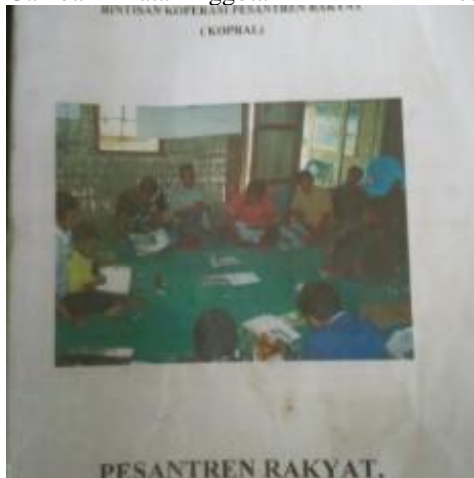 RINTISAN KOPERASI PESANTREN RAKYAT
( KOPRAL )
PESANTREN RAKYAT,